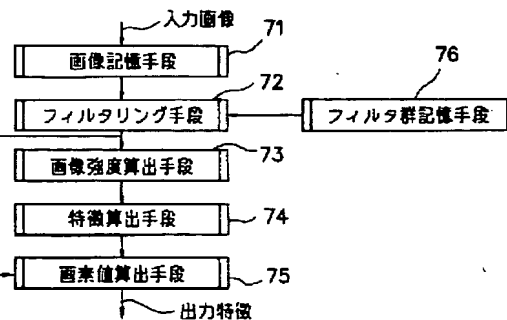 入力画像
71
画像記憶手段
72
76
フィルタリング手段
フィルタ群記憶手段
73
画像強度算出手段
特徴算出手段
74
画素値算出手段
75
出力特徴